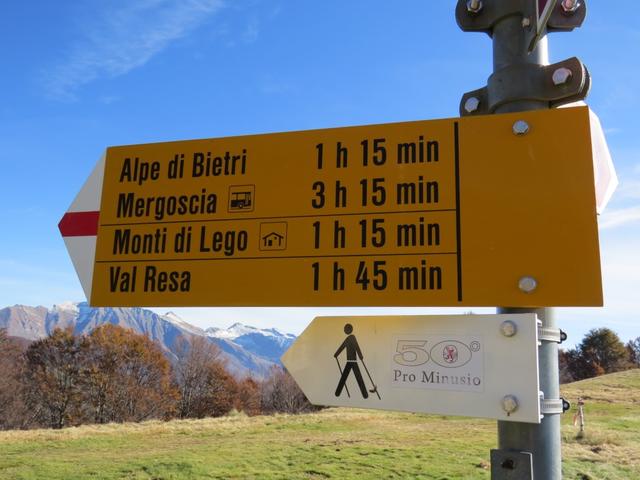 Alpe di Bietri 1 h 15 min
Mergoscia 3 h 15 min
Monti di Lego 1 h 15 min
Val Resa 1 h 45 min
50°
Pro Minusio